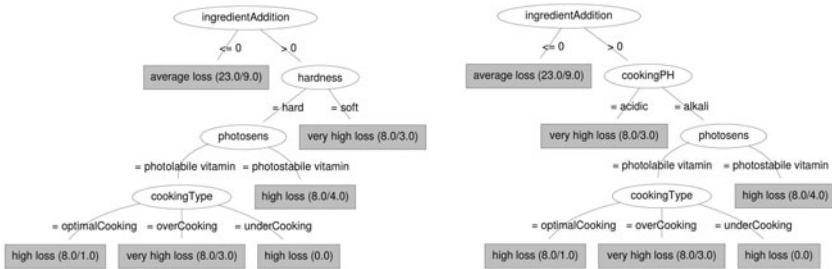 ingredientAddition
<= 0 > 0
average loss (23.0/9.0)
hardness
= hard = soft
photosens
very high loss (8.0/3.0)
= photolabile vitamin = photostabile vitamin
cookingType
high loss (8.0/4.0)
= optimalCooking = overCooking = underCooking
high loss (8.0/1.0)
very high loss (8.0/3.0)
high loss (0.0)
ingredientAddition
<= 0 > 0
average loss (23.0/9.0)
cookingPH
= acidic = alkali
very high loss (8.0/3.0)
photosens
= photolabile vitamin = photostabile vitamin
cookingType
high loss (8.0/4.0)
= optimalCooking = overCooking = underCooking
high loss (8.0/1.0)
very high loss (8.0/3.0)
high loss (0.0)